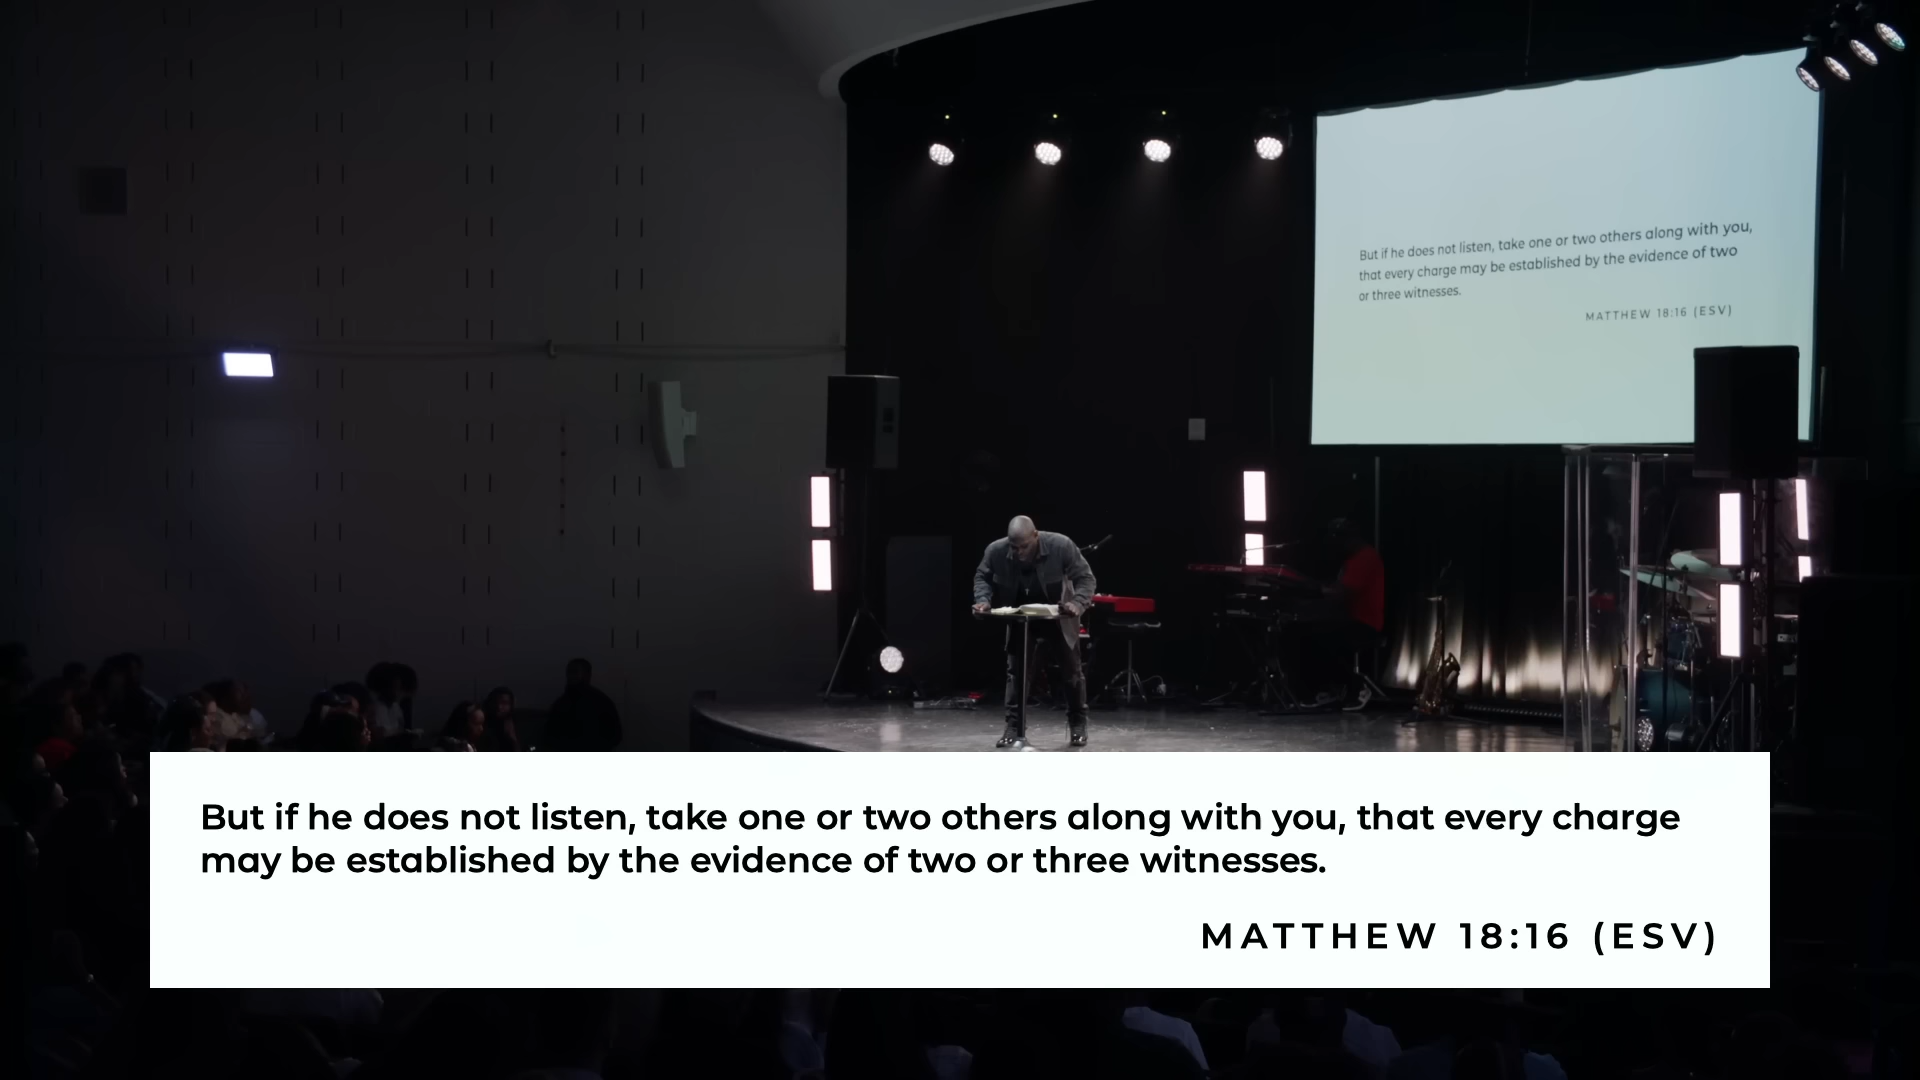 But if he does not listen, take one or two others along with you,
that every charge may be established by the evidence of two
or three witnesses.
MATTHEW 18:16 (ESV)
But if he does not listen, take one or two others along with you, that every charge
may be established by the evidence of two or three witnesses.
MATTHEW 18:16 (ESV)